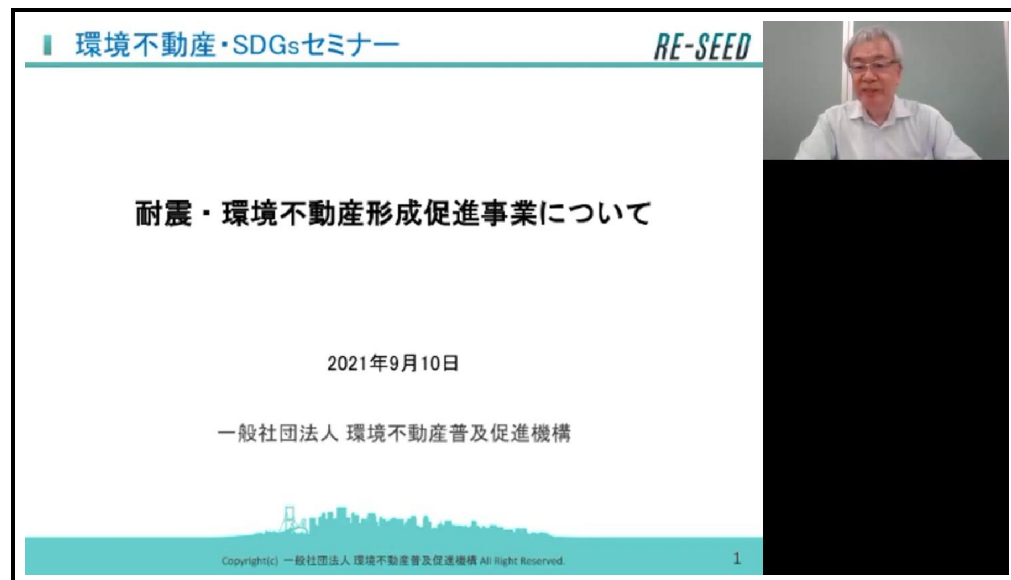 環境不動産・SDGsセミナー
RE-SEED
耐震・環境不動産形成促進事業について
2021年9月10日
一般社団法人 環境不動産普及促進機構
Copyright(c) 一般社団法人 環境不動産普及促進機構 All Right Reserved.
1